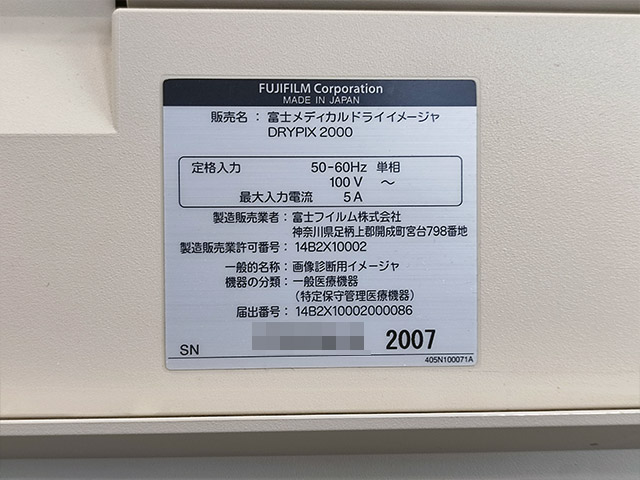 FUJIFILM Corporation
MADE IN JAPAN
販売名：富士メディカルドライイメージャ
DRYPIX 2000
定格入力 50-60Hz 単相
100V ～
最大入力電流 5A
製造販売業者：富士フイルム株式会社
神奈川県足柄上郡開成町宮台798番地
製造販売業許可番号：14B2X10002
一般的名称：画像診断用イメージャ
機器の分類：一般医療機器
（特定保守管理医療機器）
届出番号：14B2X10002000086
SN 2007
405N100071A